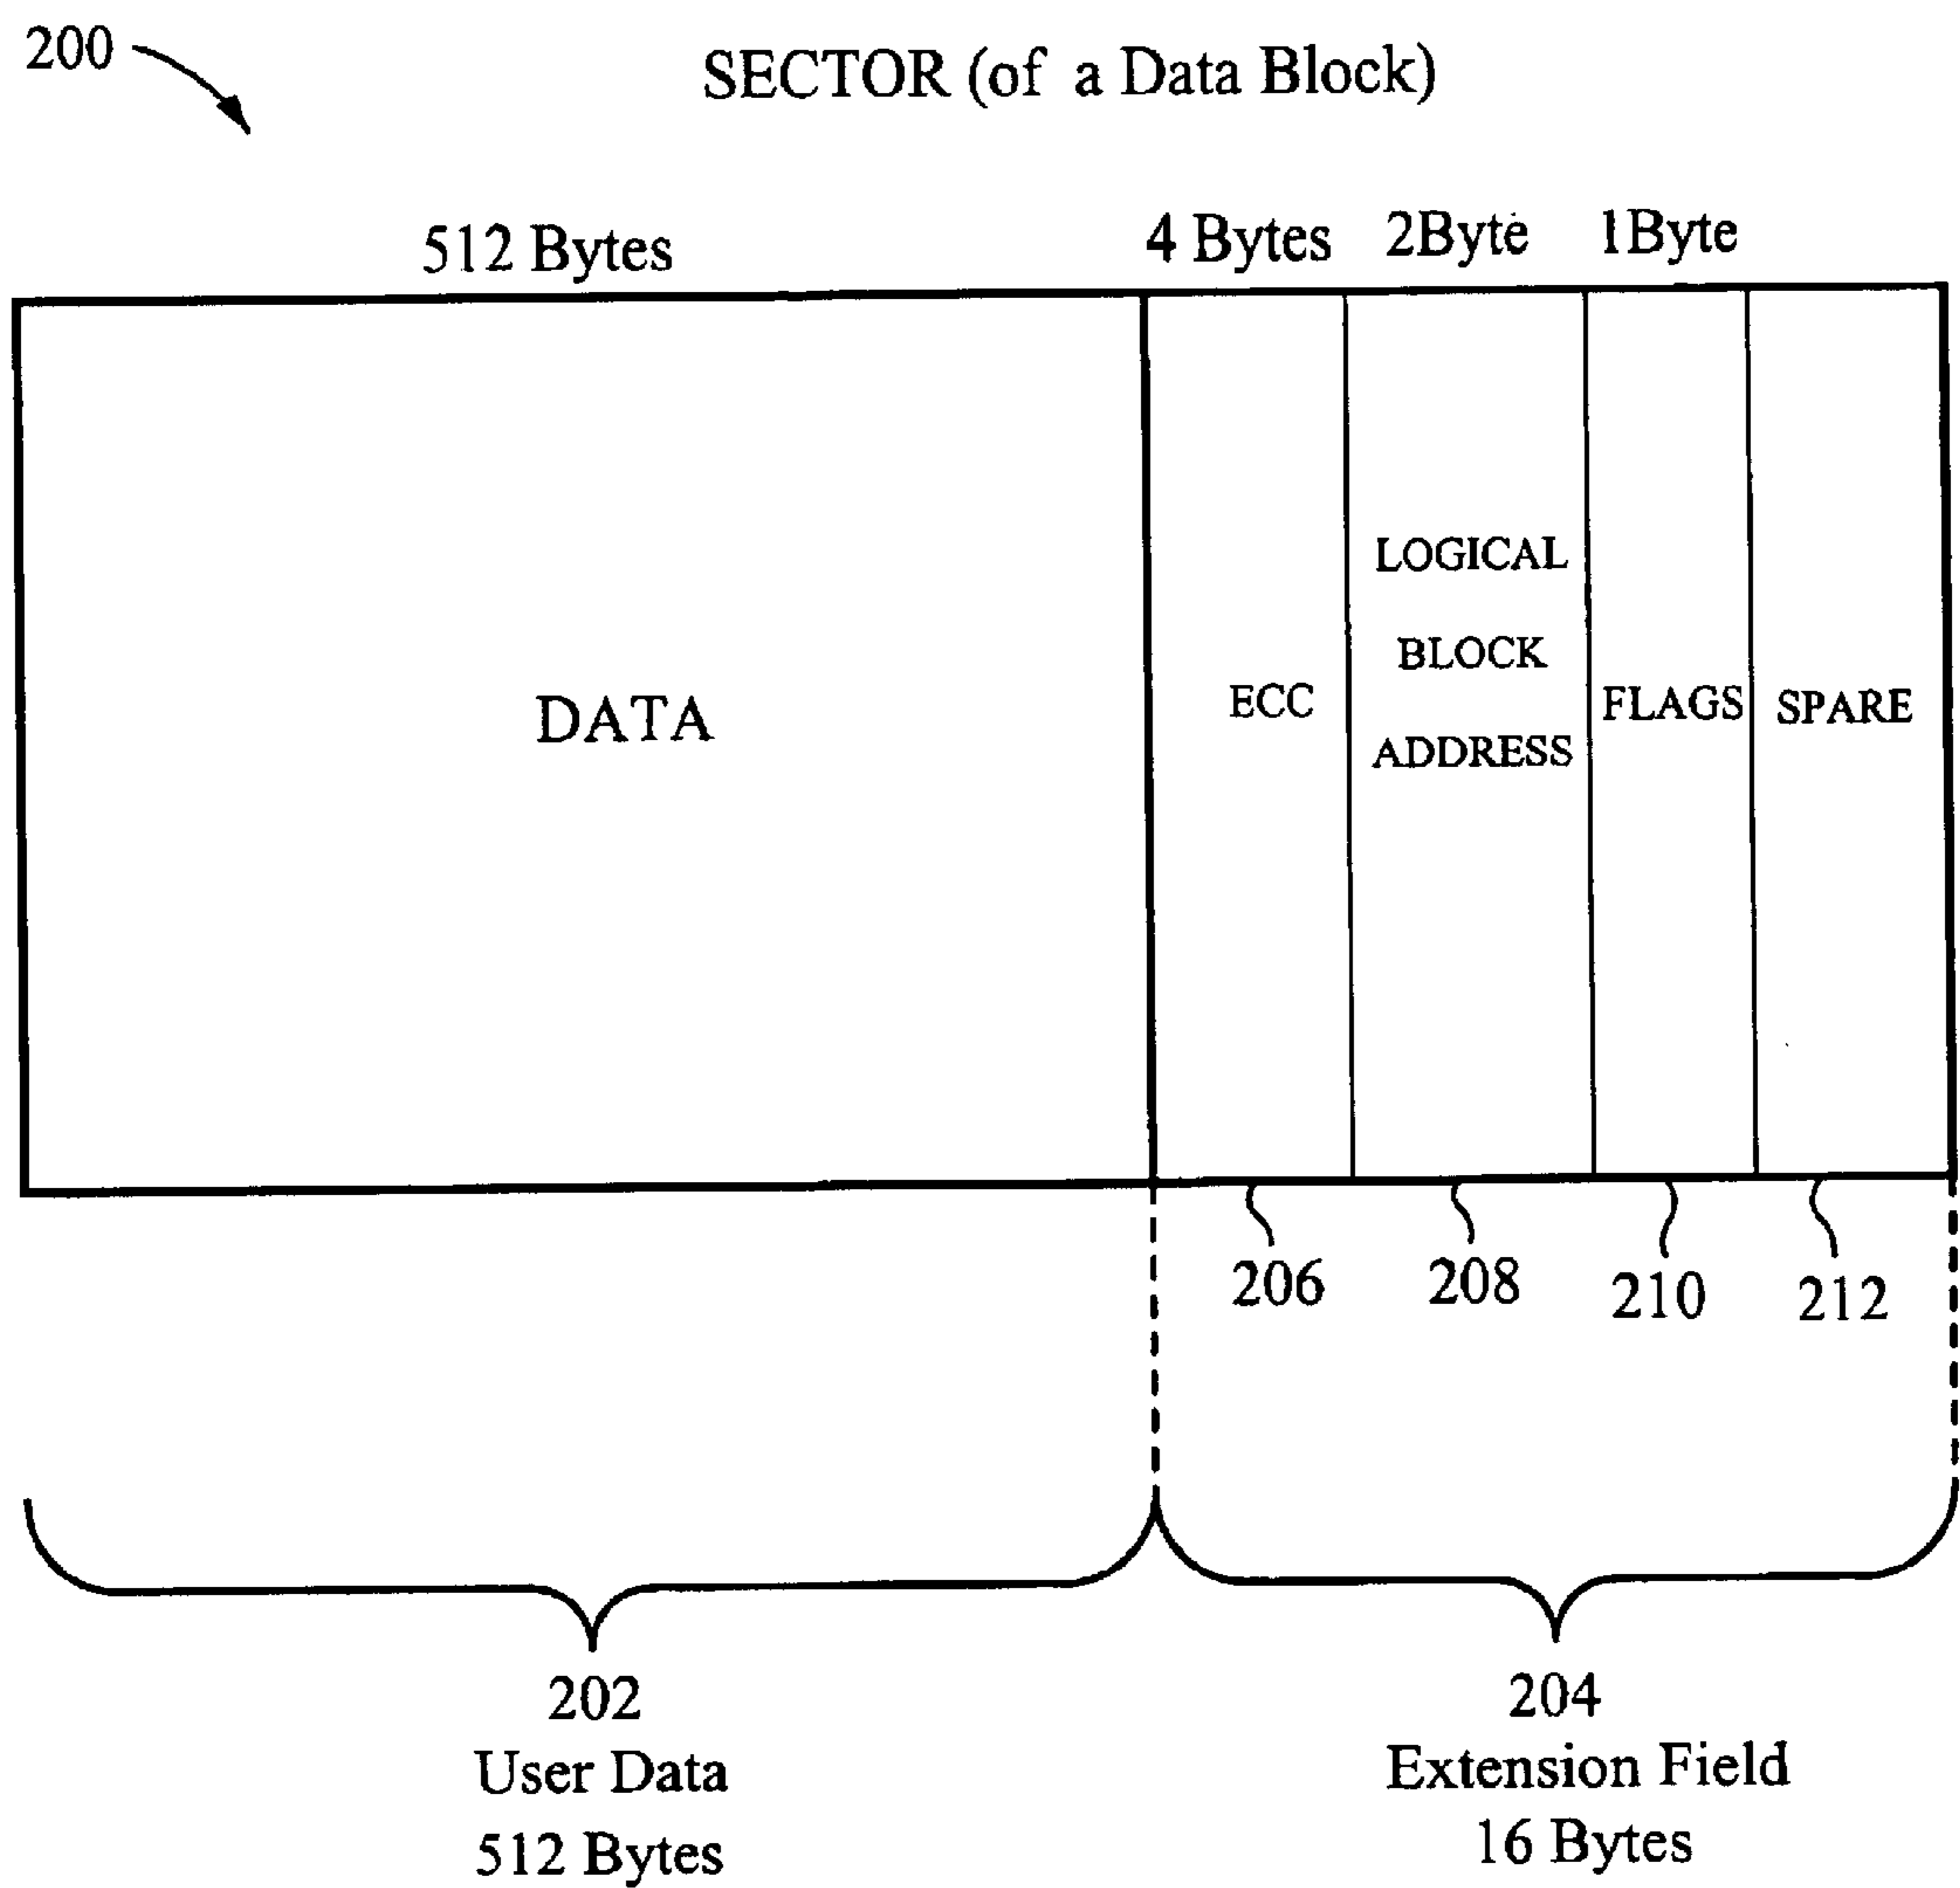 200
SECTOR (of a Data Block)
512 Bytes
4 Bytes
2Byte
1Byte
DATA
ECC
LOGICAL
BLOCK
ADDRESS
FLAGS
SPARE
206
208
210
212
202
User Data
512 Bytes
204
Extension Field
16 Bytes